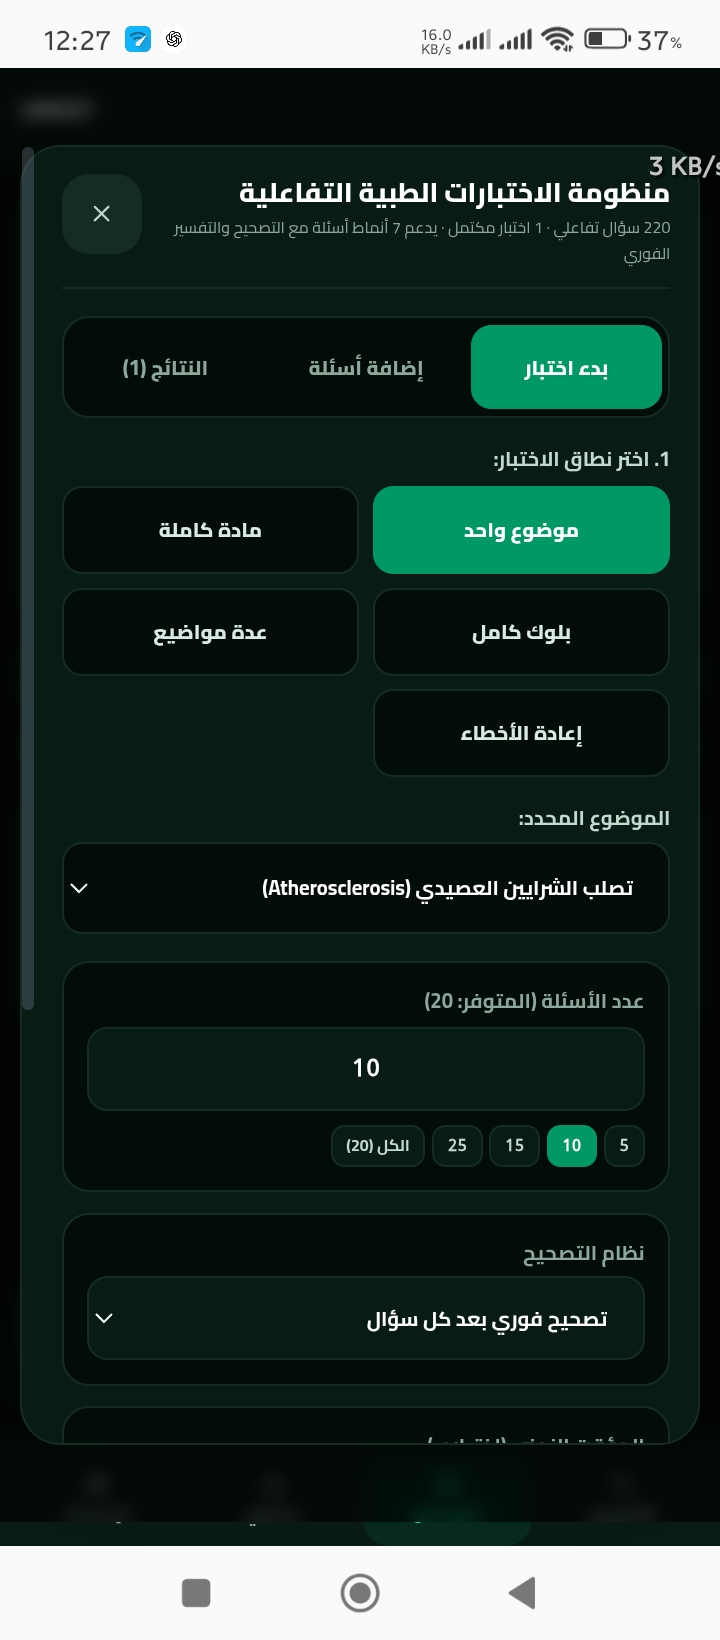 12:27
16.0
KB/s
37%
3 KB/s
منظومة الاختبارات الطبية التفاعلية
220 سؤال تفاعلي · 1 اختبار مكتمل · يدعم 7 أنماط أسئلة مع التصحيح والتفسير
الفوري
بدء اختبار
إضافة أسئلة
النتائج (1)
1. اختر نطاق الاختبار:
موضوع واحد
مادة كاملة
بلوك كامل
عدة مواضيع
إعادة الأخطاء
الموضوع المحدد:
تصلب الشرايين العصيدي (Atherosclerosis)
عدد الأسئلة (المتوفر: 20)
10
5
10
15
25
الكل (20)
نظام التصحيح
تصحيح فوري بعد كل سؤال